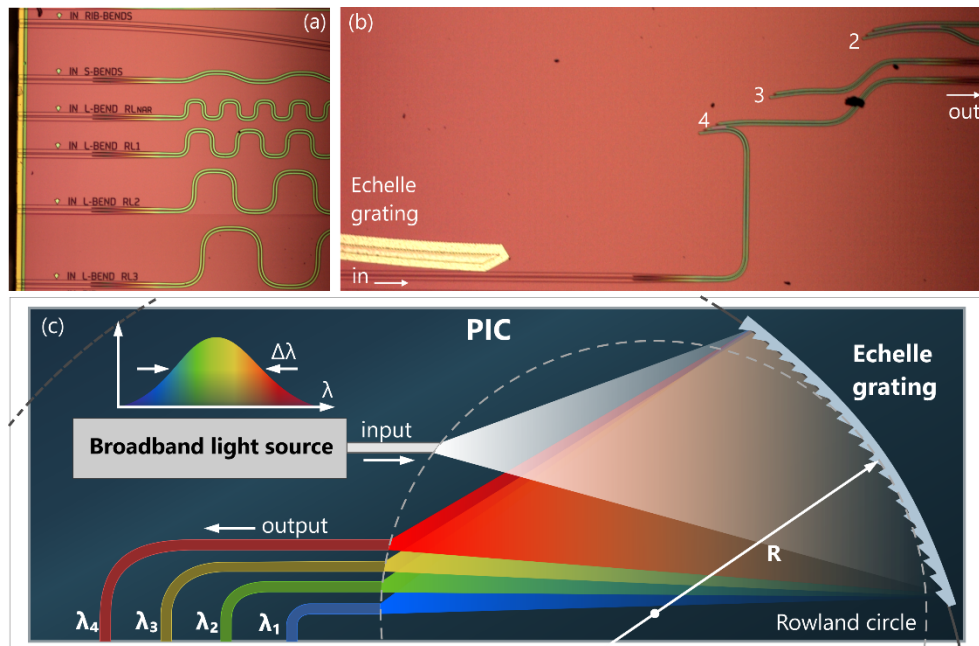 (a)
IN RIB-BENDS
IN S-BENDS
IN L-BEND RLNAR
IN L-BEND RL1
IN L-BEND RL2
IN L-BEND RL3
(b)
2
3
4
out
Echelle
grating
in
(c)
PIC
Δλ
λ
Echelle
grating
Broadband light source
input
output
R
λ4
λ3
λ2
λ1
Rowland circle